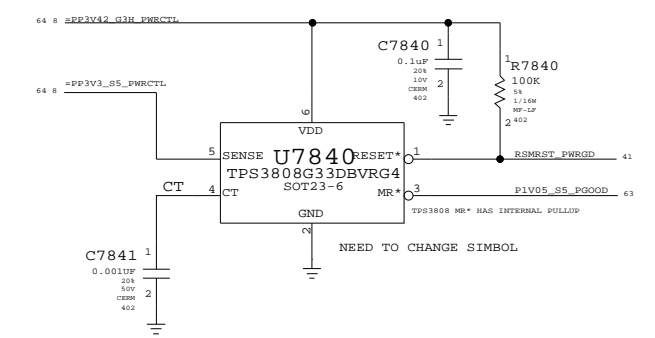 64 8 =PP3V42_G3H_PWRCTL
C7840 1
0.1uF
20%
10V
CERM
402
2
1 R7840
100K
5%
1/16W
MF-LF
402
2
64 8 =PP3V3_S5_PWRCTL
6
VDD
5 SENSE U7840 RESET* 1 RSMRST_PWRGD 41
TPS3808G33DBVRG4
CT 4 CT SOT23-6 MR* 3 P1V05_S5_PGOOD 63
GND
TPS3808 MR* HAS INTERNAL PULLUP
2
NEED TO CHANGE SIMBOL
C7841 1
0.001UF
20%
50V
CERM
402
2